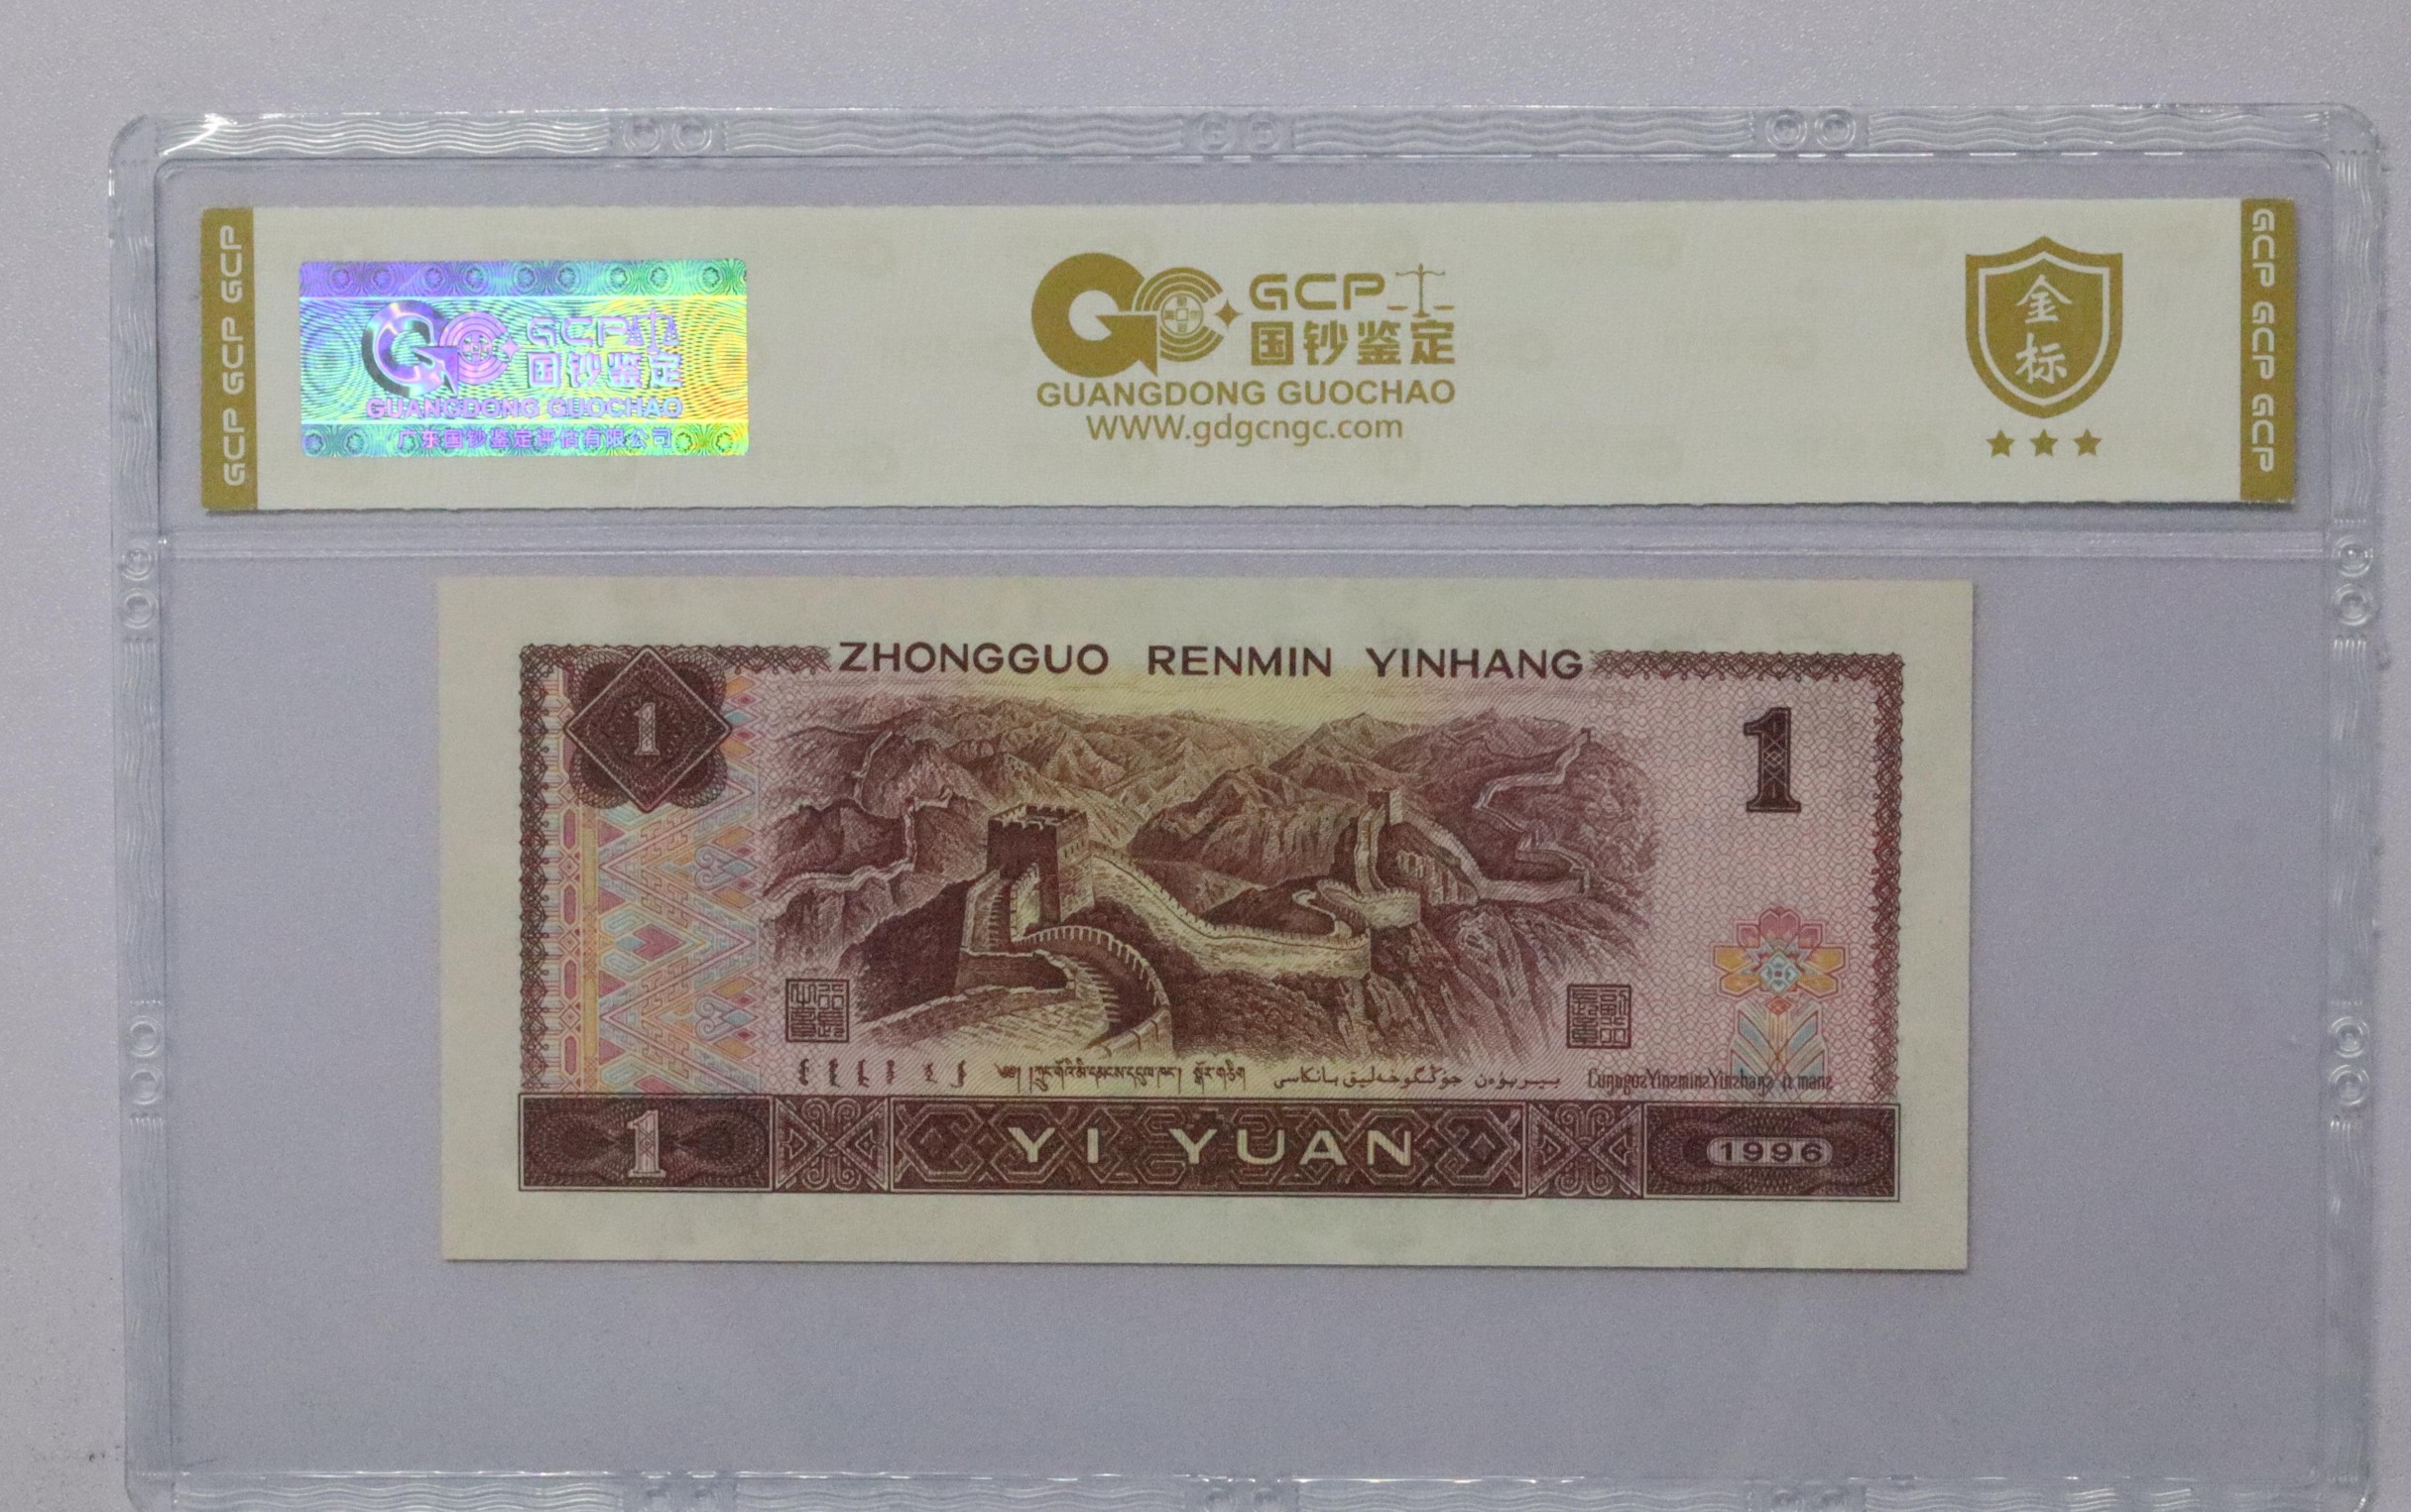 GCP GCP GCP
GCP
国钞鉴定
GUANGDONG GUOCHAO
广东国钞鉴定评估有限公司
GCP
国钞鉴定
GUANGDONG GUOCHAO
WWW.gdgcngc.com
金
标
GCP GCP GCP
ZHONGGUO RENMIN YINHANG
1
1
1
YI YUAN
1996